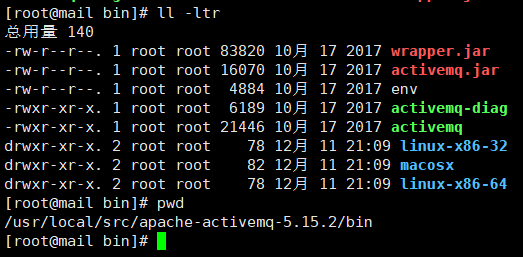 [root@mail bin]# ll -ltr
总用量 140
-rw-r--r--. 1 root root 83820 10月 17 2017 wrapper.jar
-rw-r--r--. 1 root root 16070 10月 17 2017 activemq.jar
-rw-r--r--. 1 root root  4884 10月 17 2017 env
-rwxr-xr-x. 1 root root  6189 10月 17 2017 activemq-diag
-rwxr-xr-x. 1 root root 21446 10月 17 2017 activemq
drwxr-xr-x. 2 root root    78 12月 11 21:09 linux-x86-32
drwxr-xr-x. 2 root root    82 12月 11 21:09 macosx
drwxr-xr-x. 2 root root    78 12月 11 21:09 linux-x86-64
[root@mail bin]# pwd
/usr/local/src/apache-activemq-5.15.2/bin
[root@mail bin]#